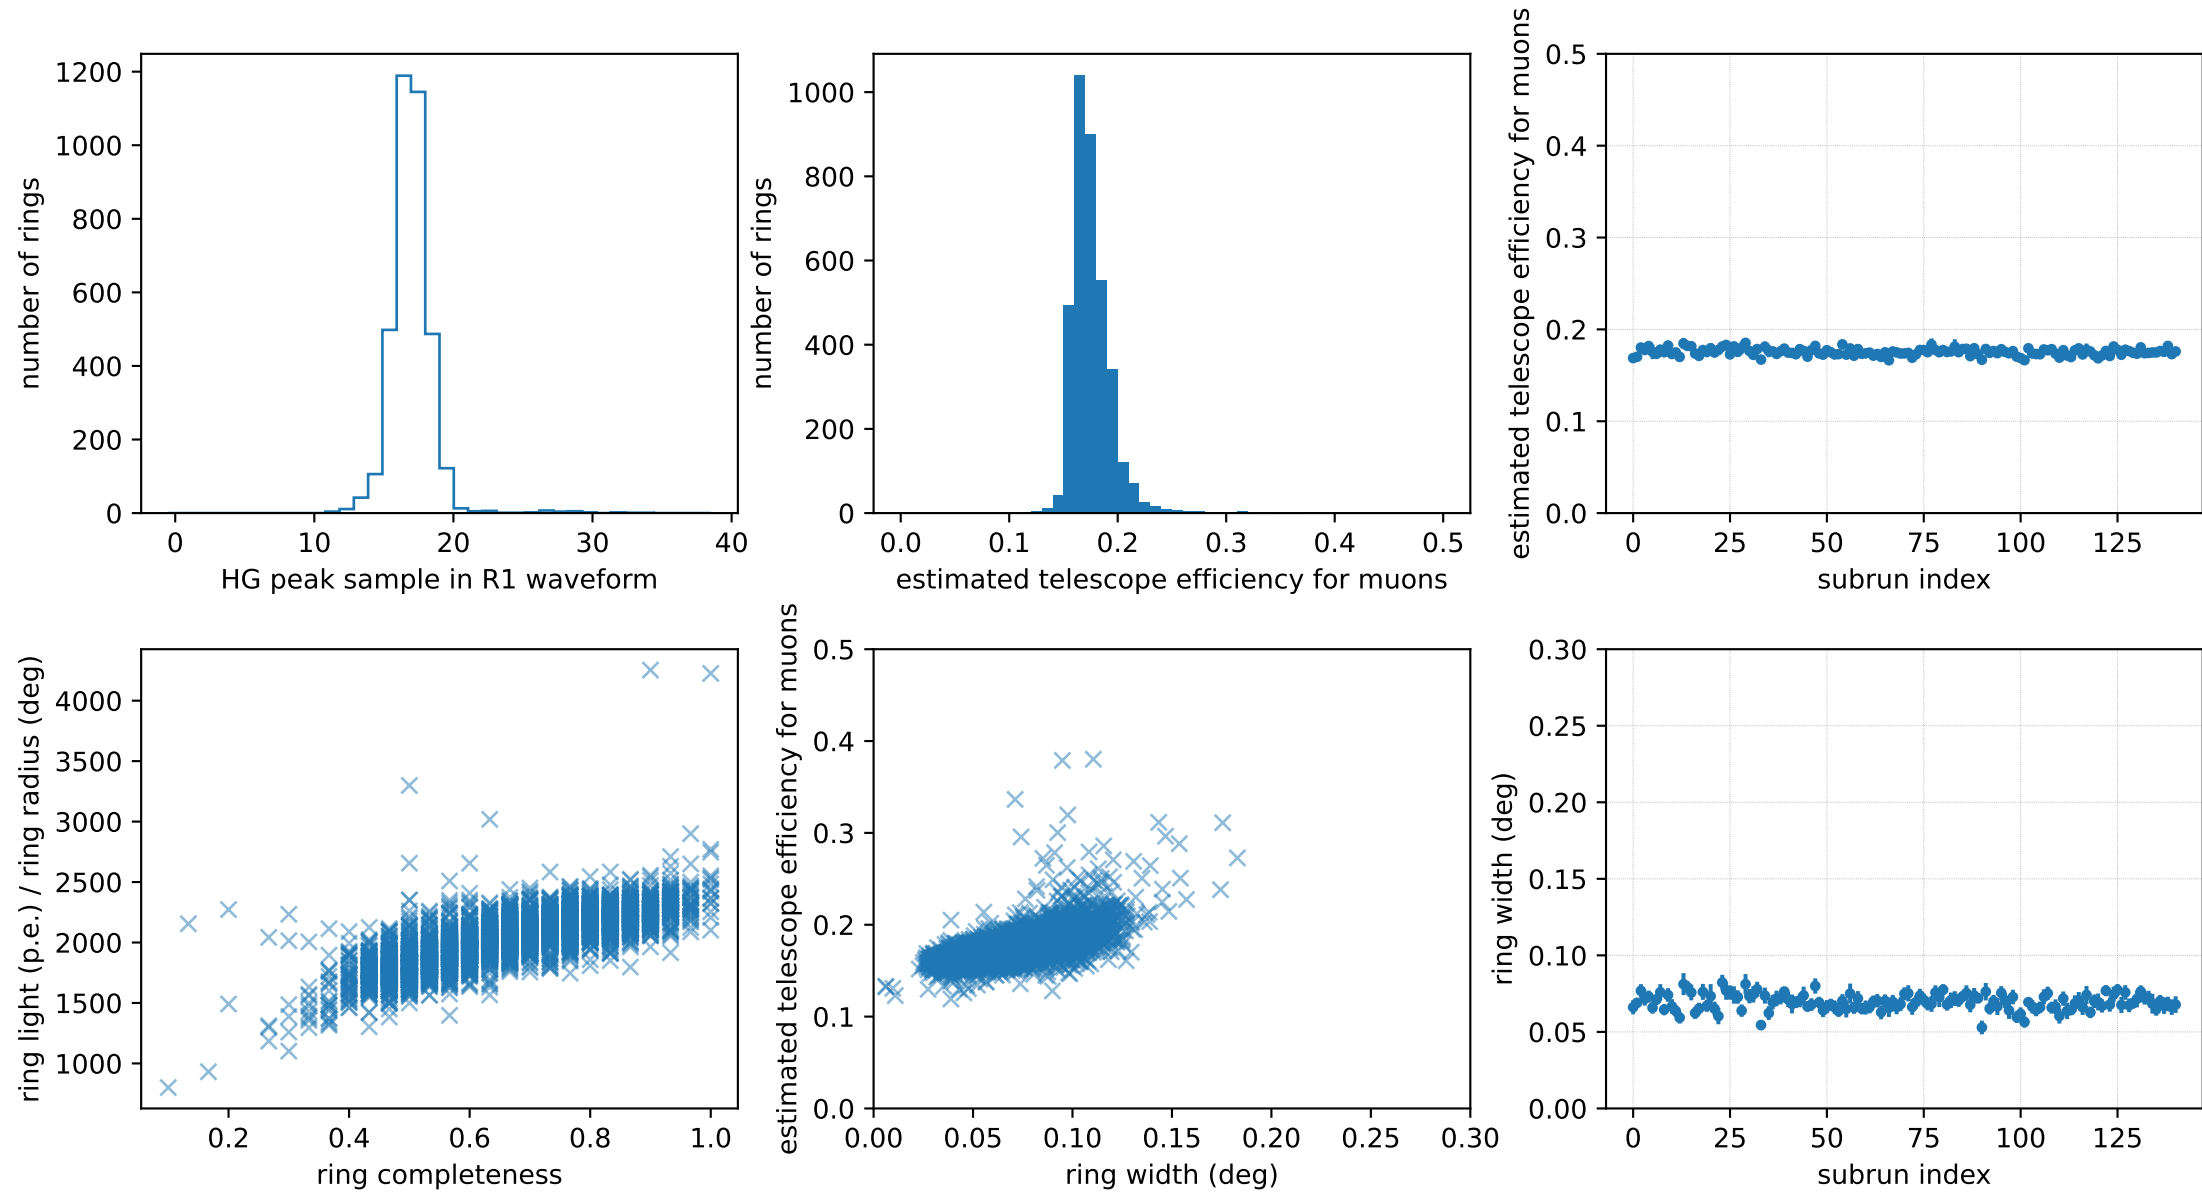 number of rings
1200
1000
800
600
400
200
0
0 10 20 30 40
HG peak sample in R1 waveform
number of rings
1000
800
600
400
200
0
0.0 0.1 0.2 0.3 0.4 0.5
estimated telescope efficiency for muons
estimated telescope efficiency for muons
0.5
0.4
0.3
0.2
0.1
0.0
0 25 50 75 100 125
subrun index
ring light (p.e.) / ring radius (deg)
4000
3500
3000
2500
2000
1500
1000
0.2 0.4 0.6 0.8 1.0
ring completeness
estimated telescope efficiency for muons
0.5
0.4
0.3
0.2
0.1
0.0
0.00 0.05 0.10 0.15 0.20 0.25 0.30
ring width (deg)
ring width (deg)
0.30
0.25
0.20
0.15
0.10
0.05
0.00
0 25 50 75 100 125
subrun index